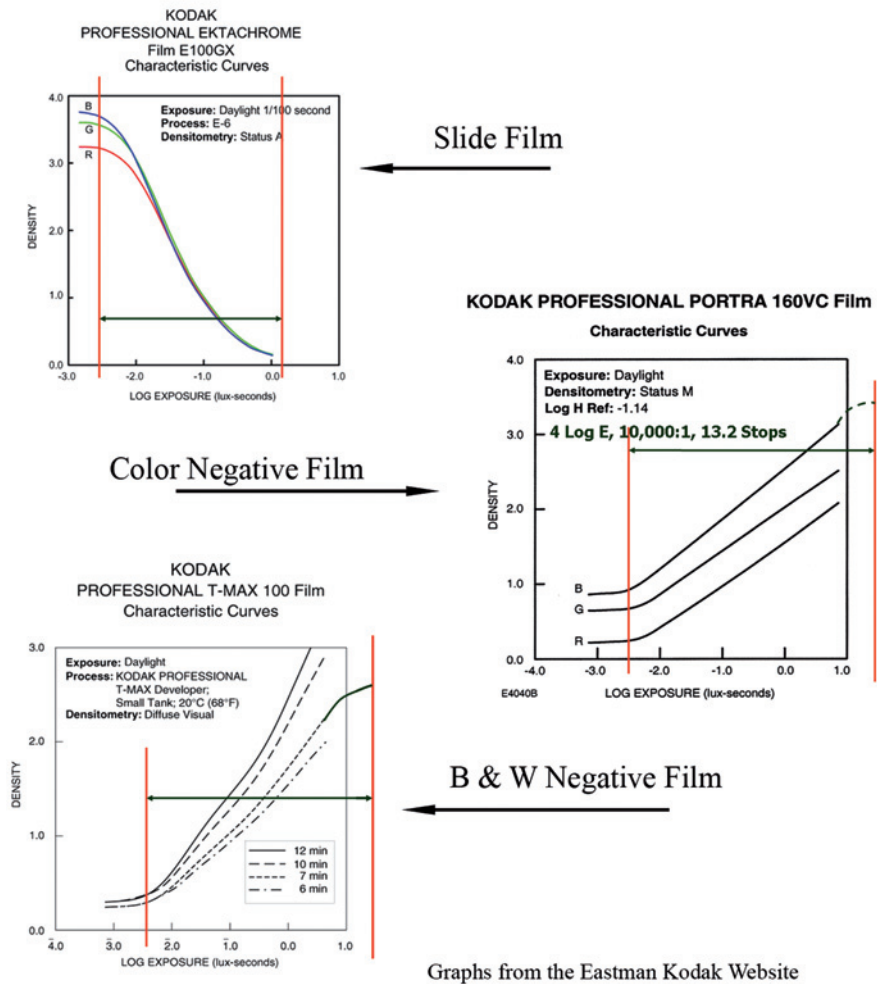 KODAK
PROFESSIONAL EKTACHROME
Film E100GX
Characteristic Curves
4.0
B
G
R
Exposure: Daylight 1/100 second
Process: E-6
Densitometry: Status A
3.0
2.0
1.0
0.0
DENSITY
-3.0 -2.0 -1.0 0.0 1.0
LOG EXPOSURE (lux-seconds)
Slide Film
KODAK PROFESSIONAL PORTRA 160VC Film
Characteristic Curves
4.0
Exposure: Daylight
Densitometry: Status M
Log H Ref: -1.14
4 Log E, 10,000:1, 13.2 Stops
3.0
2.0
1.0
0.0
DENSITY
B
G
R
-4.0 -3.0 -2.0 -1.0 0.0 1.0
E4040B
LOG EXPOSURE (lux-seconds)
Color Negative Film
KODAK
PROFESSIONAL T-MAX 100 Film
Characteristic Curves
3.0
Exposure: Daylight
Process: KODAK PROFESSIONAL
T-MAX Developer;
Small Tank; 20°C (68°F)
Densitometry: Diffuse Visual
2.0
1.0
0.0
DENSITY
12 min
10 min
7 min
6 min
4̄.0 3̄.0 2̄.0 1̄.0 0.0 1.0
LOG EXPOSURE (lux-seconds)
B & W Negative Film
Graphs from the Eastman Kodak Website